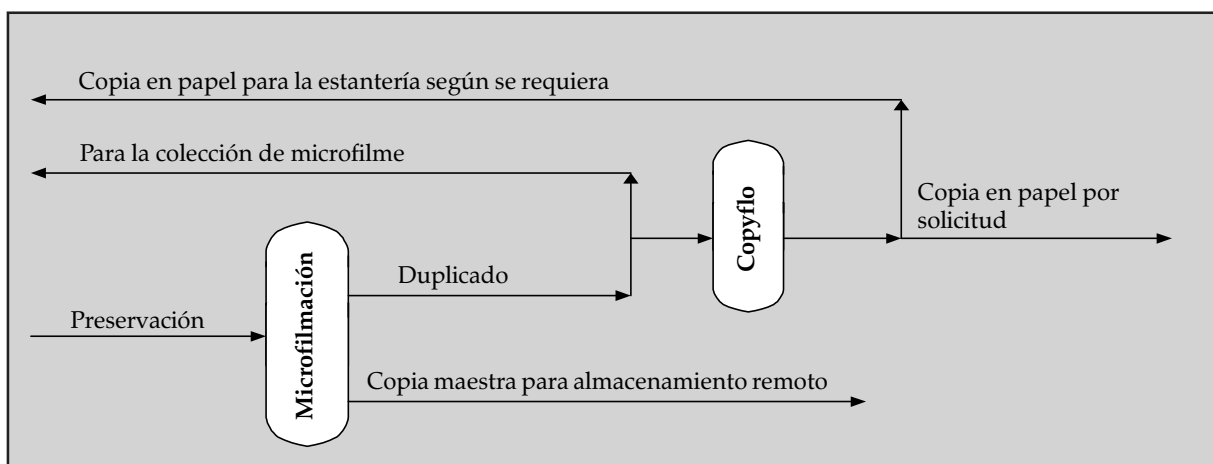 Copia en papel para la estantería según se requiera
Para la colección de microfilme
Copia en papel por
solicitud
Copyflo
Duplicado
Microfilmación
Preservación
Copia maestra para almacenamiento remoto